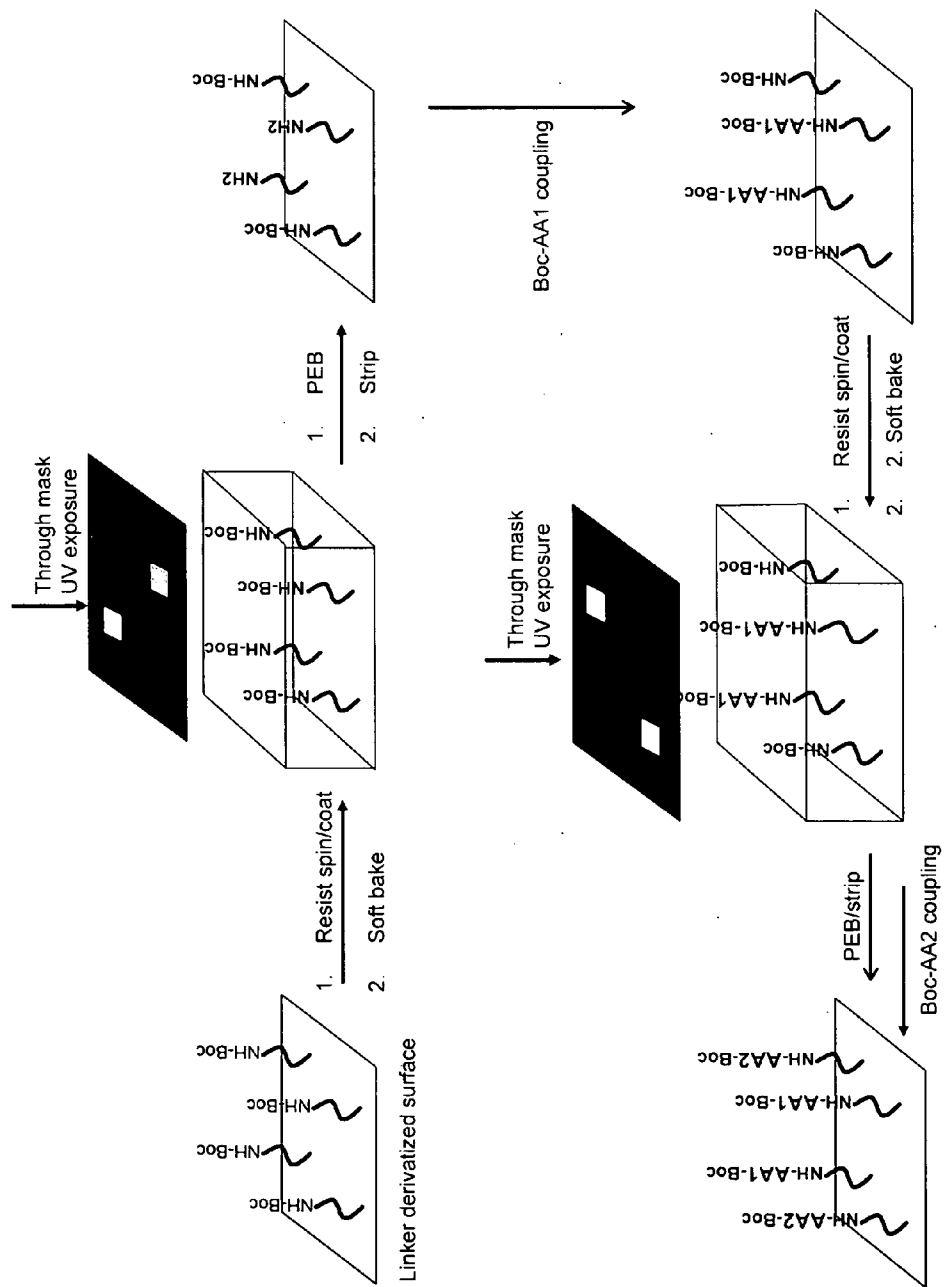 NH-Boc
NH-Boc
NH-Boc
NH-Boc
Linker derivatized surface
1. Resist spin/coat
2. Soft bake
Through mask
UV exposure
NH-Boc
NH-Boc
NH-Boc
NH-Boc
1. PEB
2. Strip
NH-Boc
NH2
NH2
NH-Boc
Boc-AA1 coupling
NH-Boc
NH-AA1-Boc
NH-AA1-Boc
NH-Boc
1. Resist spin/coat
2. 2. Soft bake
Through mask
UV exposure
NH-Boc
NH-AA1-Boc
NH-AA1-Boc
NH-Boc
PEB/strip
Boc-AA2 coupling
NH-AA2-Boc
NH-AA1-Boc
NH-AA1-Boc
NH-AA2-Boc